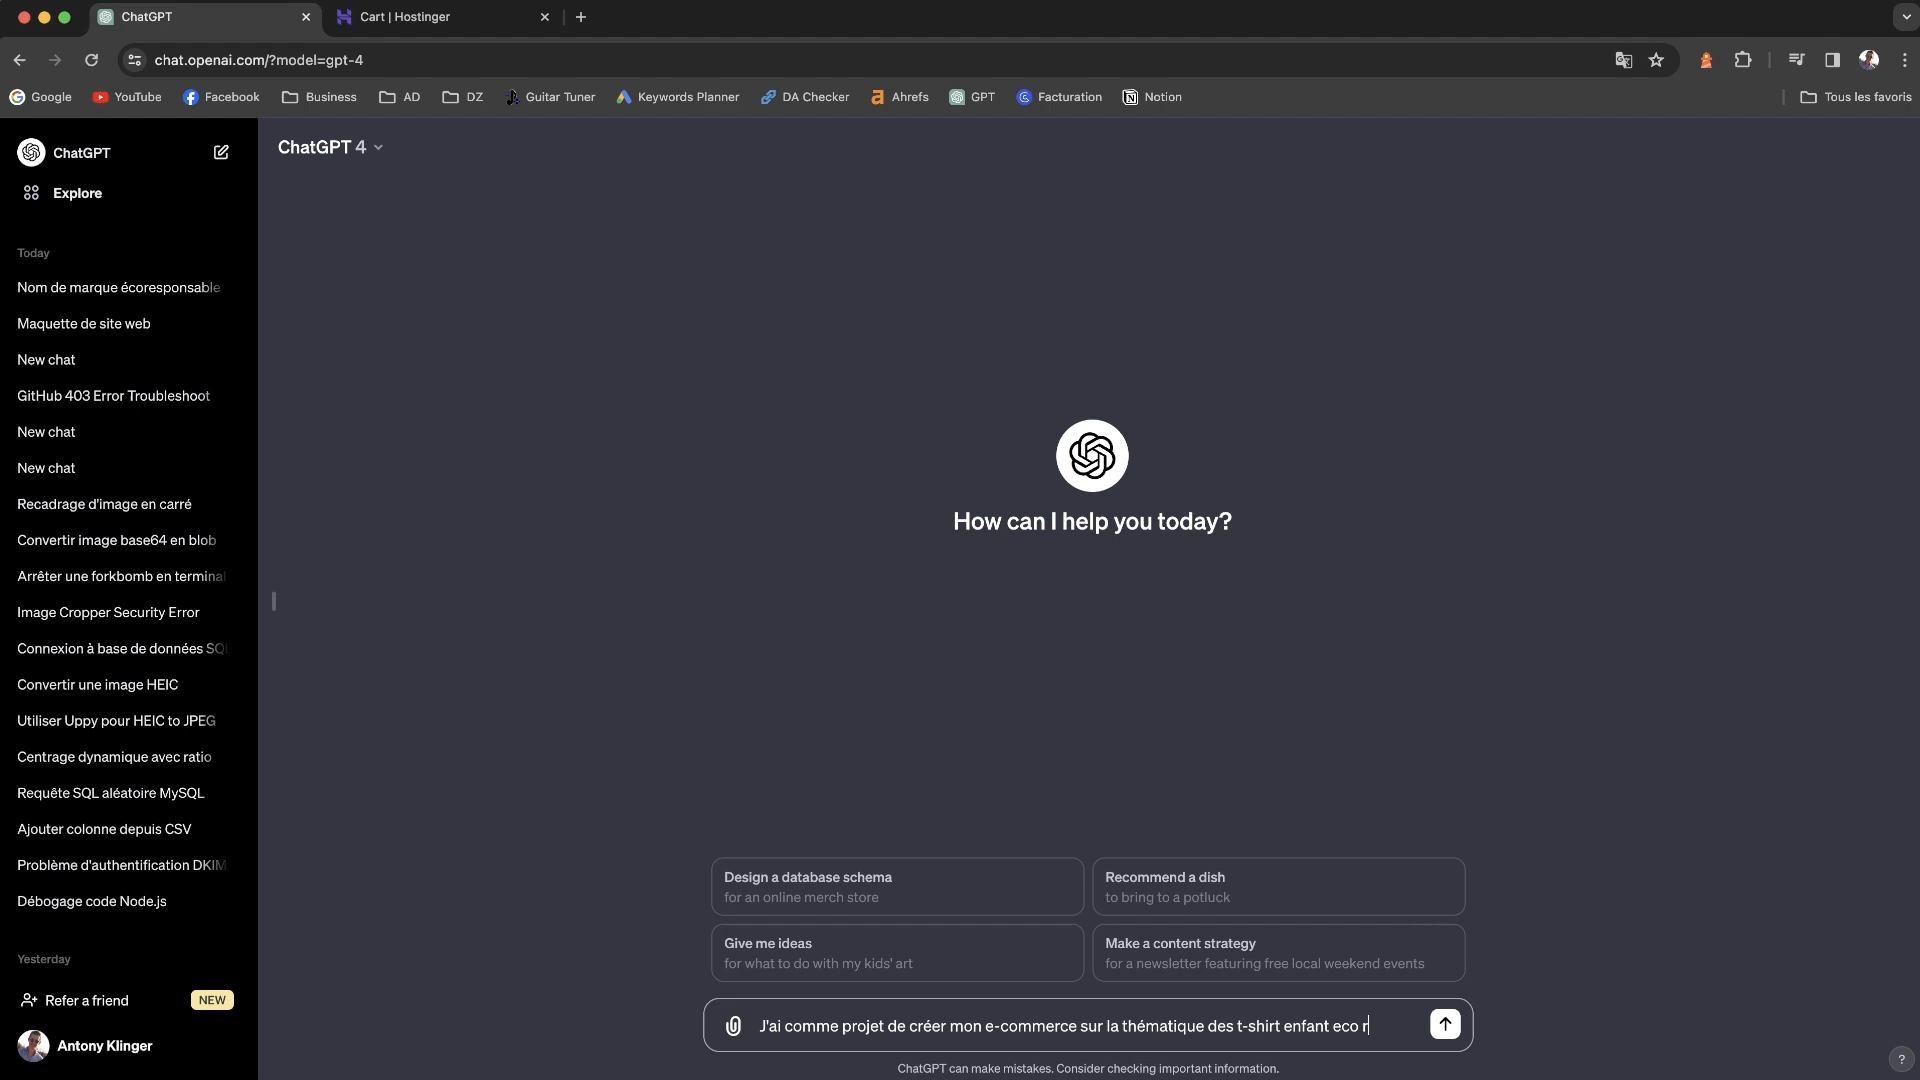 ChatGPT
Cart | Hostinger
chat.openai.com/?model=gpt-4
Google
YouTube
Facebook
Business
AD
DZ
Guitar Tuner
Keywords Planner
DA Checker
Ahrefs
GPT
Facturation
Notion
Tous les favoris
ChatGPT
Explore
Today
Nom de marque écoresponsable
Maquette de site web
New chat
GitHub 403 Error Troubleshoot
New chat
New chat
Recadrage d'image en carré
Convertir image base64 en blob
Arrêter une forkbomb en terminal
Image Cropper Security Error
Connexion à base de données SQL
Convertir une image HEIC
Utiliser Uppy pour HEIC to JPEG
Centrage dynamique avec ratio
Requête SQL aléatoire MySQL
Ajouter colonne depuis CSV
Problème d'authentification DKIM
Débogage code Node.js
Yesterday
Refer a friend
NEW
Antony Klinger
ChatGPT 4
How can I help you today?
Design a database schema
for an online merch store
Recommend a dish
to bring to a potluck
Give me ideas
for what to do with my kids' art
Make a content strategy
for a newsletter featuring free local weekend events
J'ai comme projet de créer mon e-commerce sur la thématique des t-shirt enfant eco r
ChatGPT can make mistakes. Consider checking important information.
?